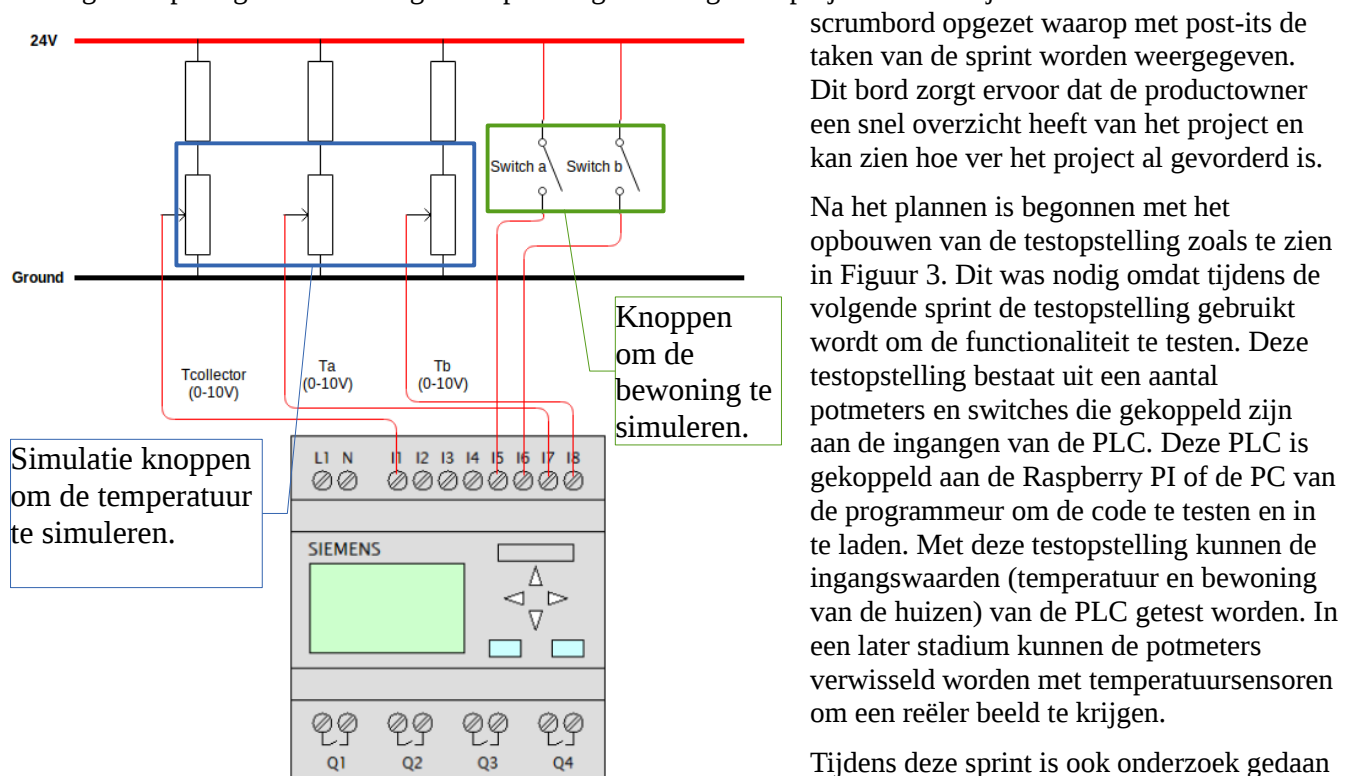 scrumbord opgezet waarop met post-its de
taken van de sprint worden weergegeven.
Dit bord zorgt ervoor dat de productowner
een snel overzicht heeft van het project en
kan zien hoe ver het project al gevorderd is.
Na het plannen is begonnen met het
opbouwen van de testopstelling zoals te zien
in Figuur 3. Dit was nodig omdat tijdens de
volgende sprint de testopstelling gebruikt
wordt om de functionaliteit te testen. Deze
testopstelling bestaat uit een aantal
potmeters en switches die gekoppeld zijn
aan de ingangen van de PLC. Deze PLC is
gekoppeld aan de Raspberry PI of de PC van
de programmeur om de code te testen en in
te laden. Met deze testopstelling kunnen de
ingangswaarden (temperatuur en bewoning
van de huizen) van de PLC getest worden. In
een later stadium kunnen de potmeters
verwisseld worden met temperatuursensoren
om een reëler beeld te krijgen.
Tijdens deze sprint is ook onderzoek gedaan
24V
Switch a
Switch b
Ground
Knoppen
om de
bewoning te
simuleren.
Tcollector
(0-10V)
Ta
(0-10V)
Tb
(0-10V)
Simulatie knoppen
om de temperatuur
te simuleren.
L1 N I1 I2 I3 I4 I5 I6 I7 I8
SIEMENS
Q1 Q2 Q3 Q4